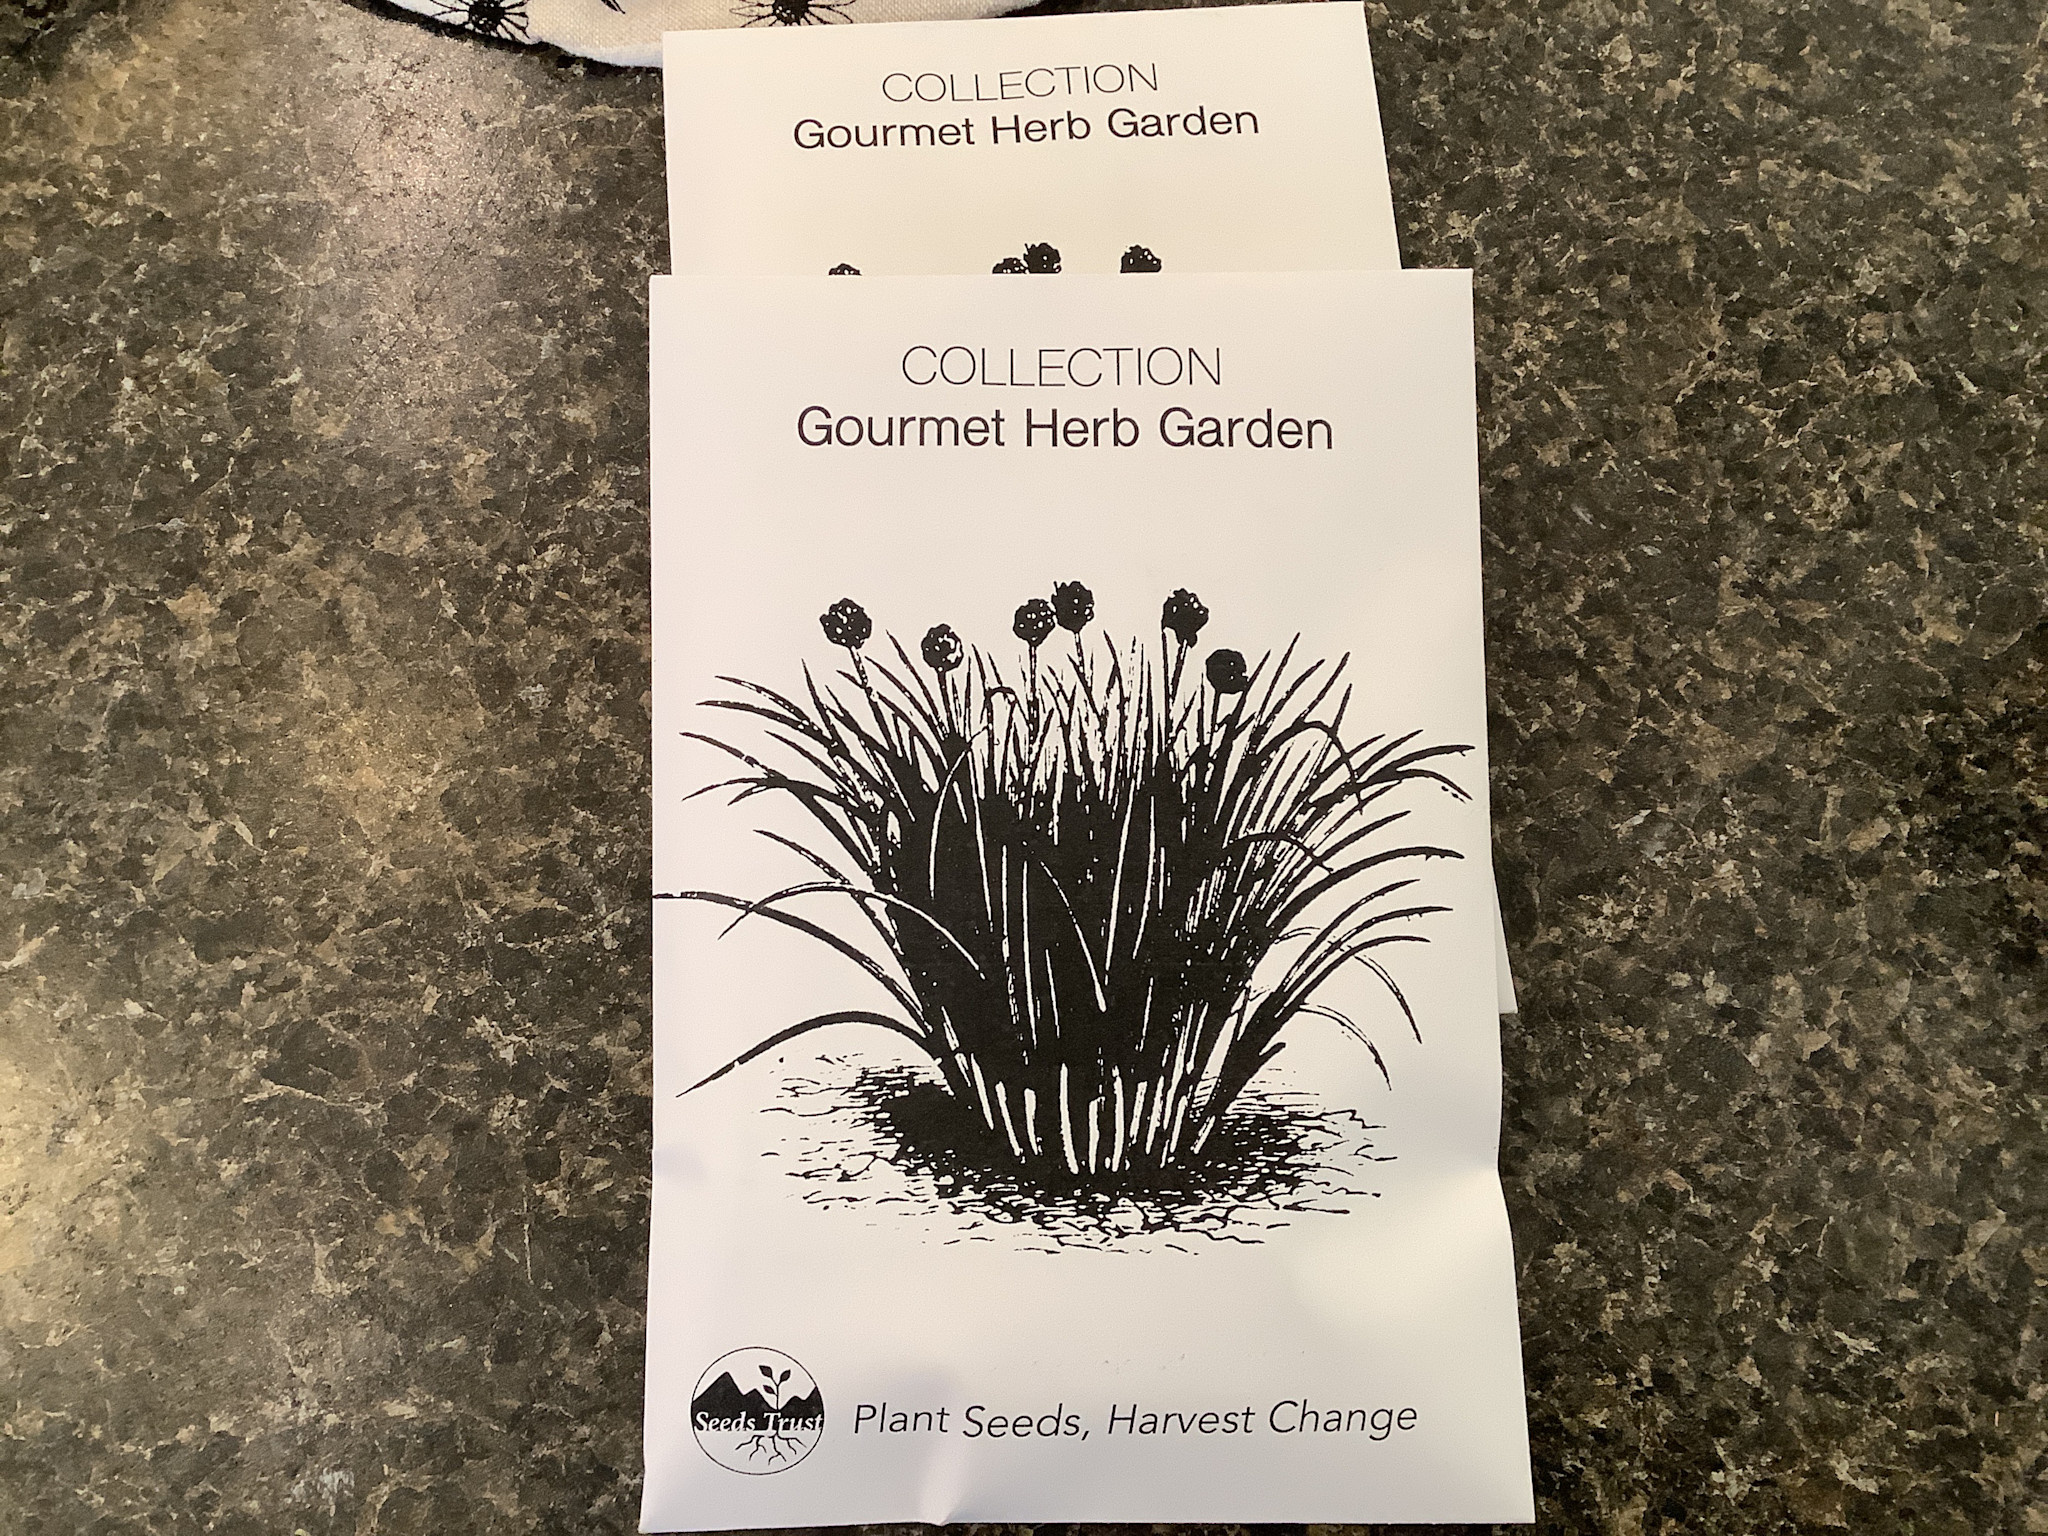 COLLECTION
Gourmet Herb Garden
COLLECTION
Gourmet Herb Garden
Seeds Trust
Plant Seeds, Harvest Change